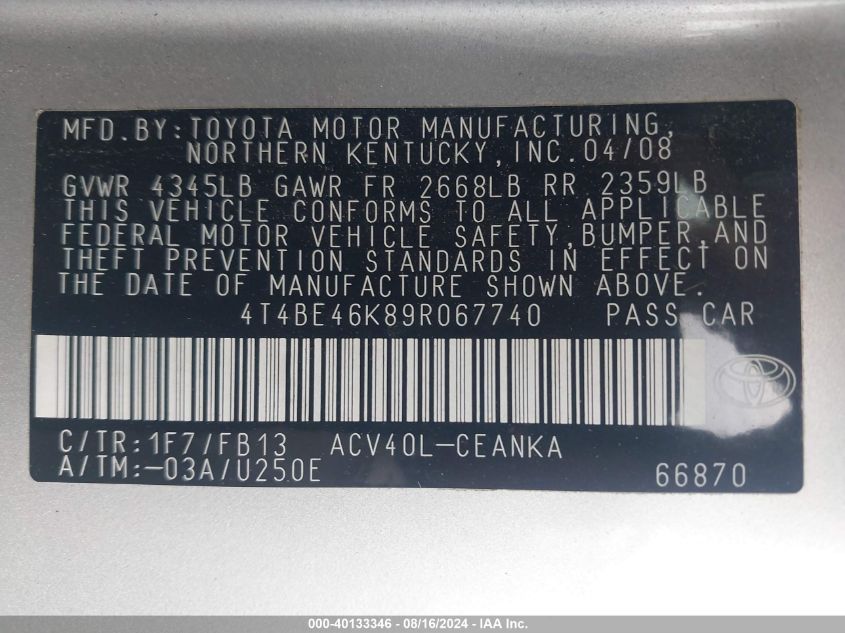 MFD.BY:TOYOTA MOTOR MANUFACTURING,
NORTHERN KENTUCKY,INC.04/08
GVWR 4345LB GAWR FR 2668LB RR 2359LB
THIS VEHICLE CONFORMS TO ALL APPLICABLE
FEDERAL MOTOR VEHICLE SAFETY,BUMPER,AND
THEFT PREVENTION STANDARDS IN EFFECT ON
THE DATE OF MANUFACTURE SHOWN ABOVE.
4T4BE46K89R067740 PASS CAR
C/TR:1F7/FB13 ACV40L-CEANKA
A/TM:-03A/U250E 66870
000-40133346 - 08/16/2024 - IAA Inc.